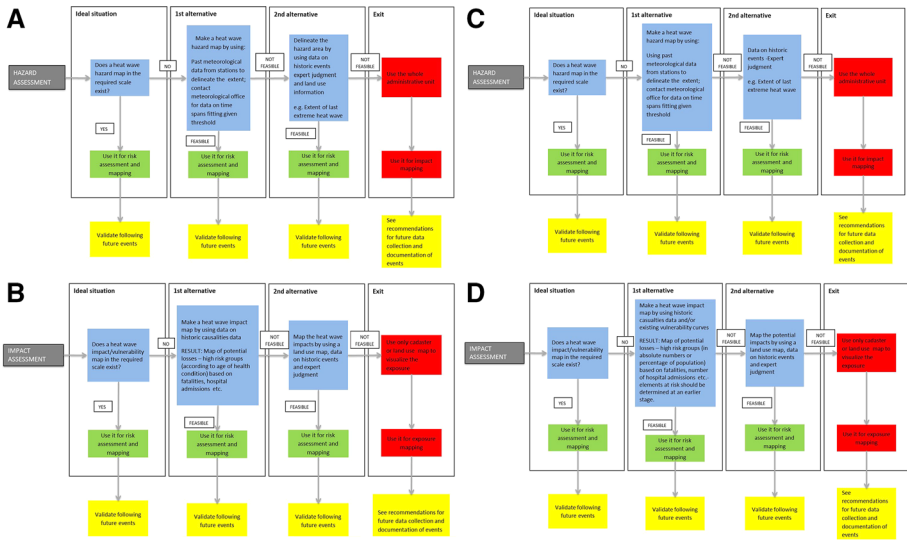 A
Ideal situation
1st alternative
2nd alternative
Exit
HAZARD
ASSESSMENT
Does a heat wave
hazard map in the
required scale
exist?
NO
Make a heat wave
hazard map by using:
Past meteorological
data from stations to
delineate the extent;
contact
meteorological office
for data on time
spans fitting given
threshold
NOT
FEASIBLE
Delineate the
hazard area by using
data on historic
events expert
judgment and land
use information
e.g. Extent of last
extreme heat wave
NOT
FEASIBLE
Use the whole
administrative unit
YES
FEASIBLE
FEASIBLE
Use it for risk
assessment and
mapping
Use it for risk
assessment and
mapping
Use it for risk
assessment and
mapping
Use it for impact
mapping
Validate following
future events
Validate following
future events
Validate following
future events
See
recommendations
for future data
collection and
documentation of
events
B
Ideal situation
1st alternative
2nd alternative
Exit
IMPACT
ASSESSMENT
Does a heat wave
impact/vulnerability
map in the required
scale exist?
NO
Make a heat wave impact
map by using data on
historic casualities data
RESULT: Map of potential
losses – high risk groups
(according to age of health
condition) based on
fatalities, hospital
admissions etc.
NOT
FEASIBLE
Map the heat wave
impacts by using a
land use map, data
on historic events
and expert
judgment
NOT
FEASIBLE
Use only cadaster
or land use map to
visualize the
exposure
YES
FEASIBLE
FEASIBLE
Use it for risk
assessment and
mapping
Use it for risk
assessment and
mapping
Use it for risk
assessment and
mapping
Use it for exposure
mapping
Validate following
future events
Validate following
future events
Validate following
future events
See recommendations for
future data collection and
documentation of events
C
Ideal situation
1st alternative
2nd alternative
Exit
HAZARD
ASSESSMENT
Does a heat wave
hazard map in the
required scale
exist?
NO
Make a heat wave
hazard map by using:
Using past
meteorological data
from stations to
delineate the extent;
contact meteorological
office for data on time
spans fitting given
threshold
NOT
FEASIBLE
Data on historic
events -Expert
judgment
e.g. Extent of last
extreme heat wave
NOT
FEASIBLE
Use the whole
administrative unit
YES
FEASIBLE
FEASIBLE
Use it for risk
assessment and
mapping
Use it for risk
assessment and
mapping
Use it for risk
assessment and
mapping
Use it for impact
mapping
Validate following
future events
Validate following
future events
Validate following
future events
See
recommendations
for future data
collection and
documentation of
events
D
Ideal situation
1st alternative
2nd alternative
Exit
IMPACT
ASSESSMENT
Does a heat wave
impact/vulnerability
map in the required
scale exist?
NO
Make a heat wave impact
map by using historic
casualties data and/or
existing vulnerability curves
RESULT: Map of potential
losses – high risk groups (in
absolute numbers or
percentage of population)
based on fatalities, number
of hospital admissions etc.-
elements at risk should be
determined at an earlier
stage.
NOT
FEASIBLE
Map the potential
impacts by using a
land use map, data
on historic events
and expert
judgment
NOT
FEASIBLE
Use only cadaster
or land use map to
visualize the
exposure
YES
FEASIBLE
FEASIBLE
Use it for risk
assessment and
mapping
Use it for risk
assessment and
mapping
Use it for risk
assessment and
mapping
Use it for exposure
mapping
Validate following
future events
Validate following
future events
Validate following
future events
See
recommendations
for future data
collection and
documentation of
events